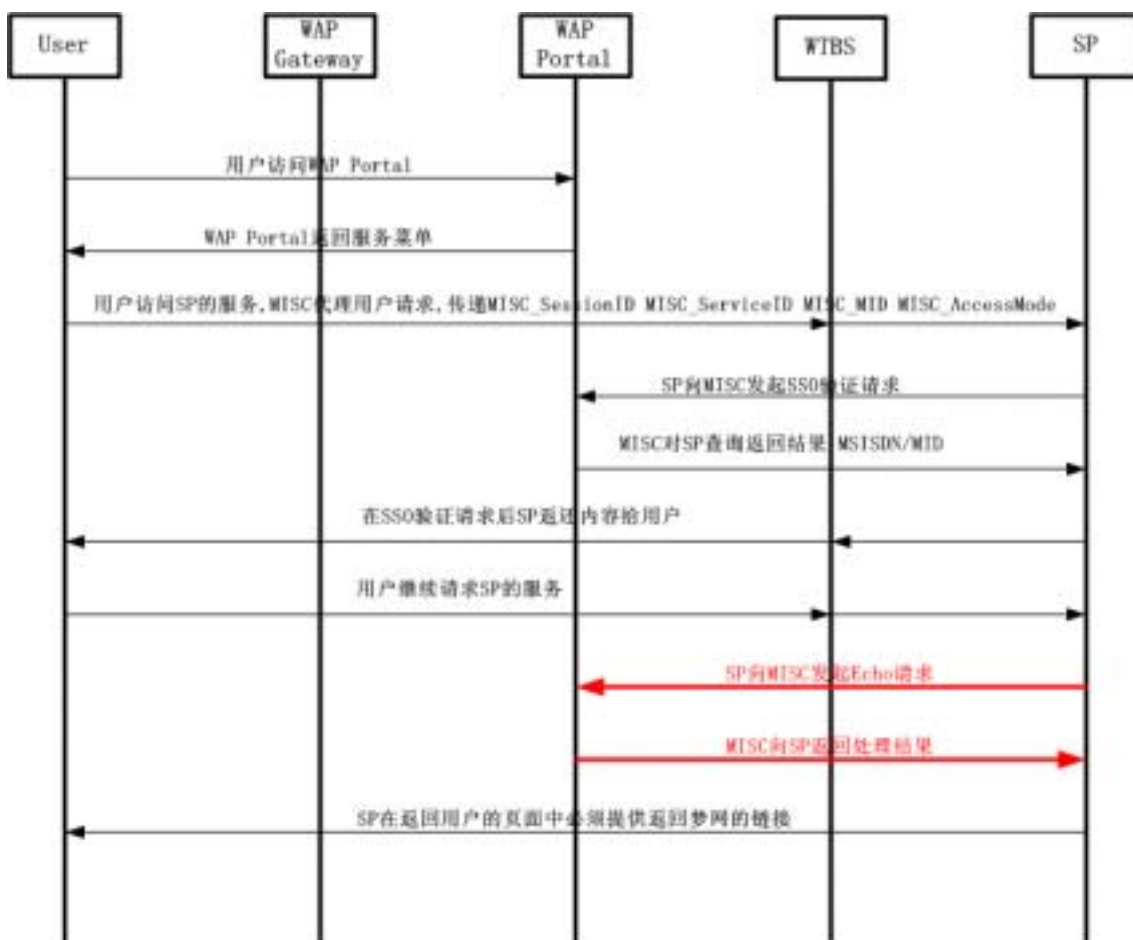 User
WAP
Gateway
WAP
Portal
WTBS
SP
用户访问WAP Portal
WAP Portal返回服务菜单
用户访问SP的服务,MISC代理用户请求,传递MISC_SessionID MISC_ServiceID MISC_MID MISC_AccessMode
SP向MISC发起SSO验证请求
MISC对SP查询返回结果 MSISDN/MID
在SSO验证请求后SP返还内容给用户
用户继续请求SP的服务
SP向MISC发起Echo请求
MISC向SP返回处理结果
SP在返回用户的页面中必须提供返回梦网的链接